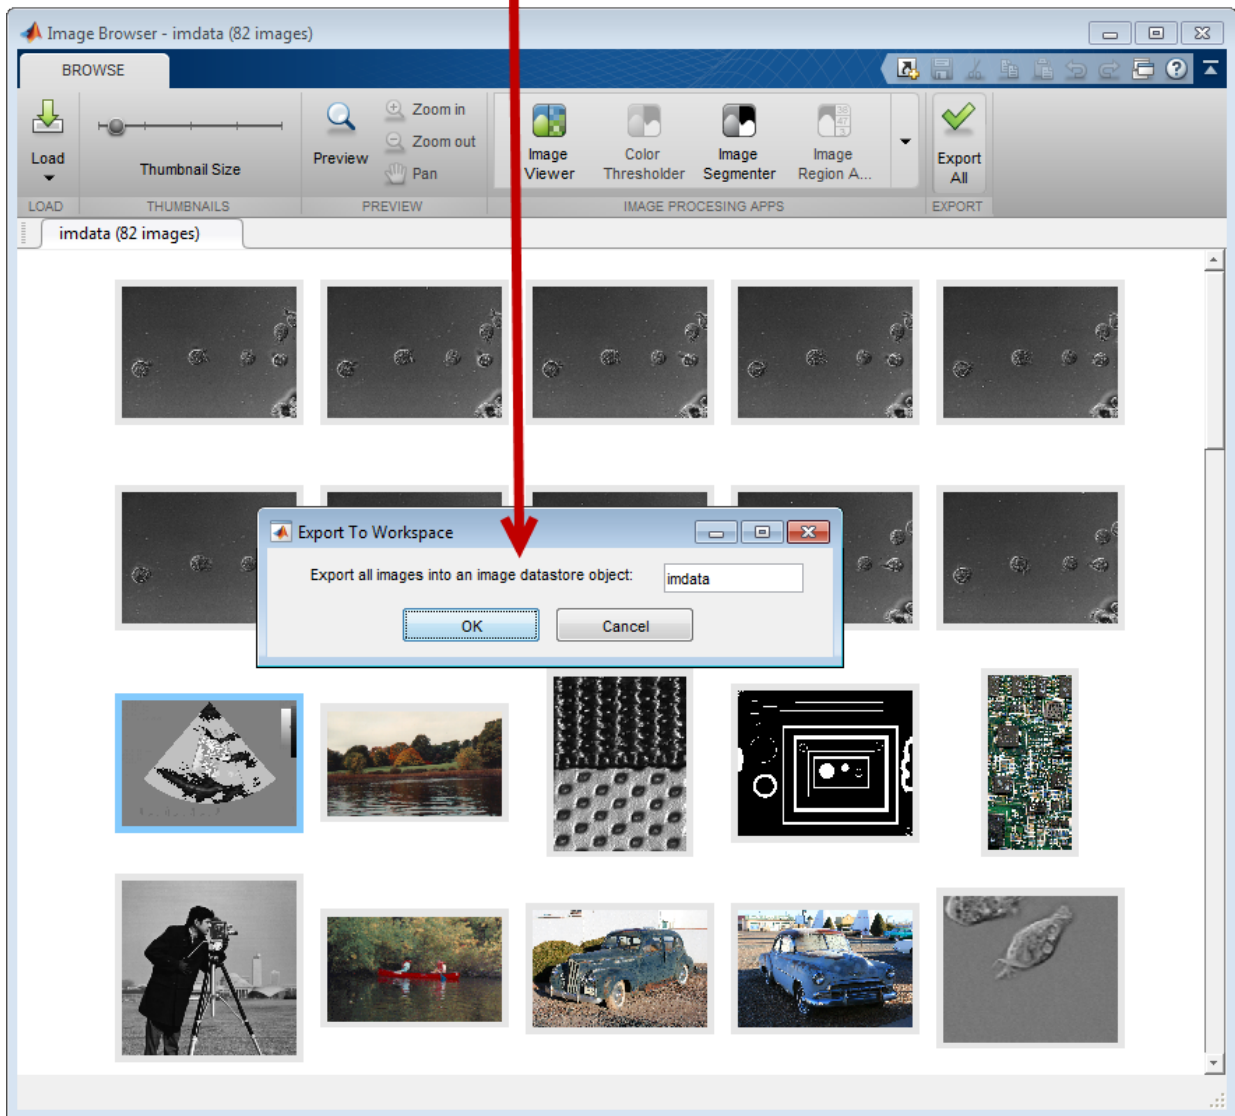 Image Browser - imdata (82 images)
BROWSE
Load
Thumbnail Size
Preview
Zoom in
Zoom out
Pan
Image Viewer
Color Thresholder
Image Segmenter
Image Region A...
Export All
LOAD
THUMBNAILS
PREVIEW
IMAGE PROCESING APPS
EXPORT
imdata (82 images)
Export To Workspace
Export all images into an image datastore object: imdata
OK
Cancel